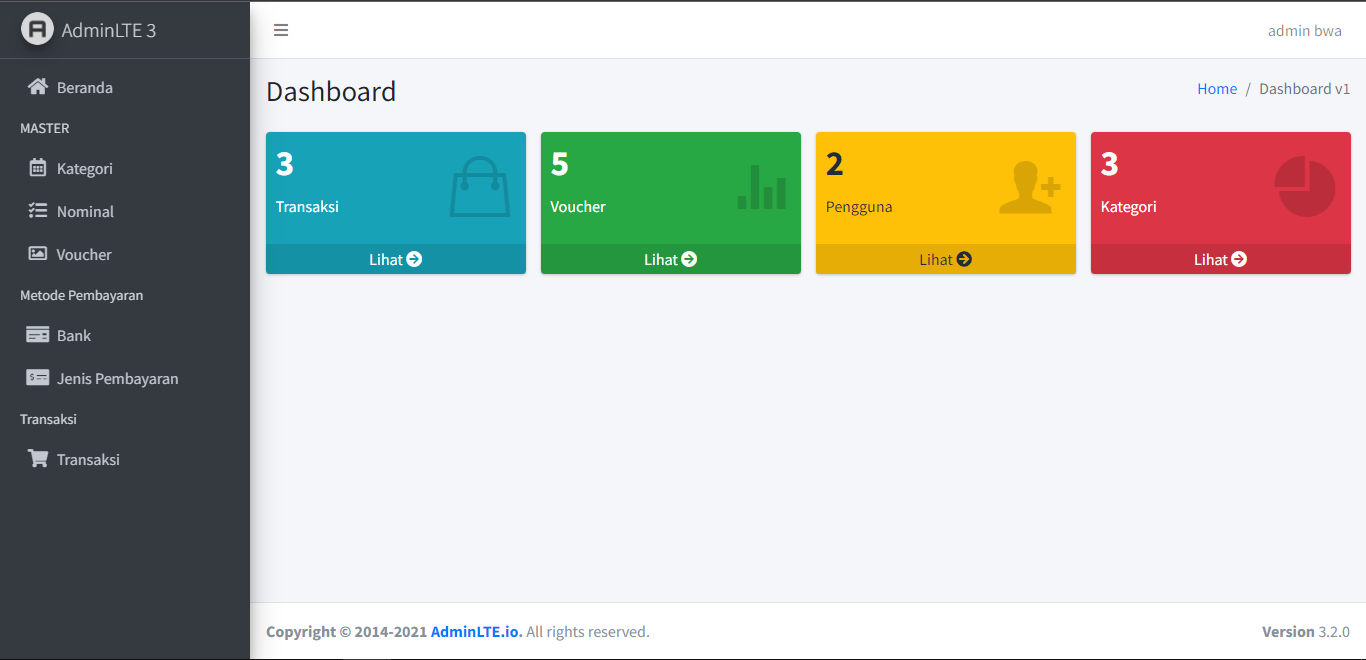 AdminLTE 3
admin bwa
Beranda
MASTER
Kategori
Nominal
Voucher
Metode Pembayaran
Bank
Jenis Pembayaran
Transaksi
Transaksi
Dashboard
Home / Dashboard v1
3
Transaksi
Lihat
5
Voucher
Lihat
2
Pengguna
Lihat
3
Kategori
Lihat
Copyright © 2014-2021 AdminLTE.io. All rights reserved.
Version 3.2.0